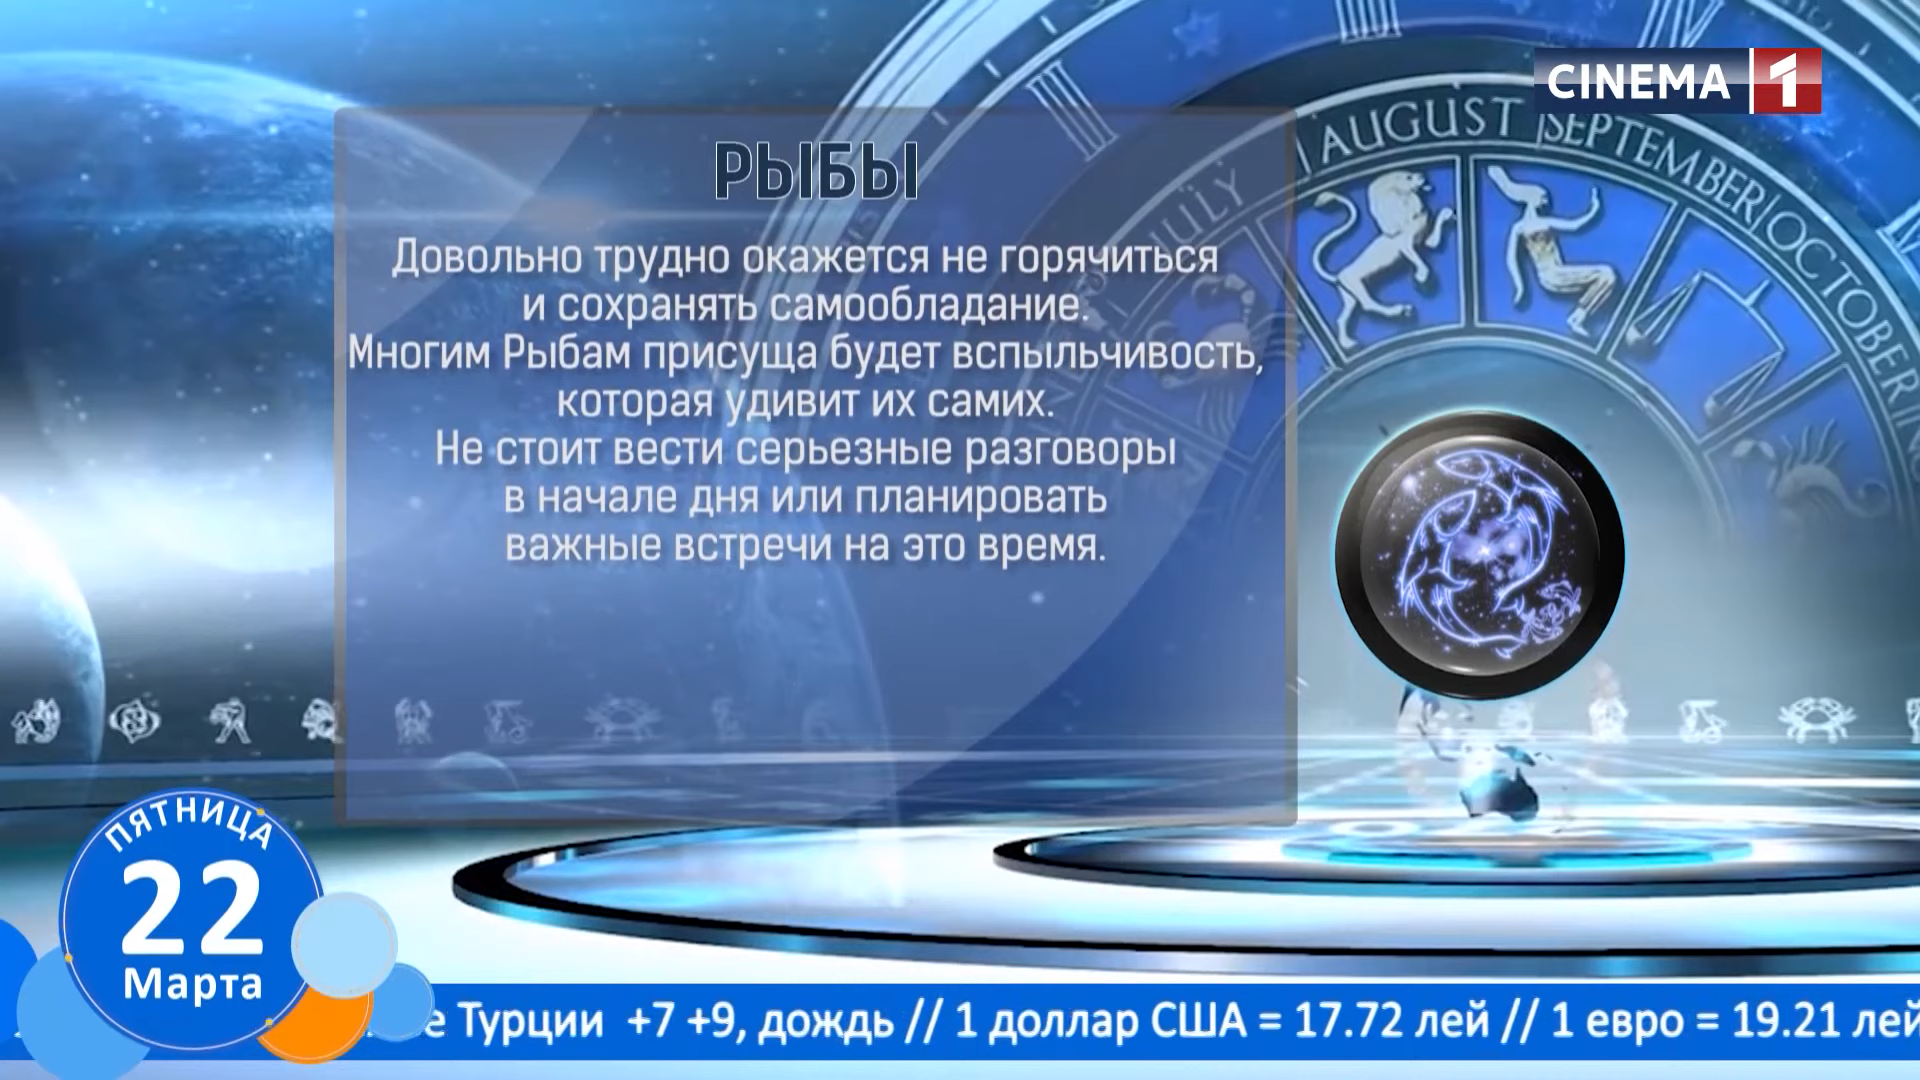 CINEMA 1
AUGUST
SEPTEMBER
OCTOBER
JULY
РЫБЫ
Довольно трудно окажется не горячиться
и сохранять самообладание.
Многим Рыбам присуща будет вспыльчивость,
которая удивит их самих.
Не стоит вести серьезные разговоры
в начале дня или планировать
важные встречи на это время.
ПЯТНИЦА
22
Марта
Турции +7 +9, дождь // 1 доллар США = 17.72 лей // 1 евро = 19.21 лей